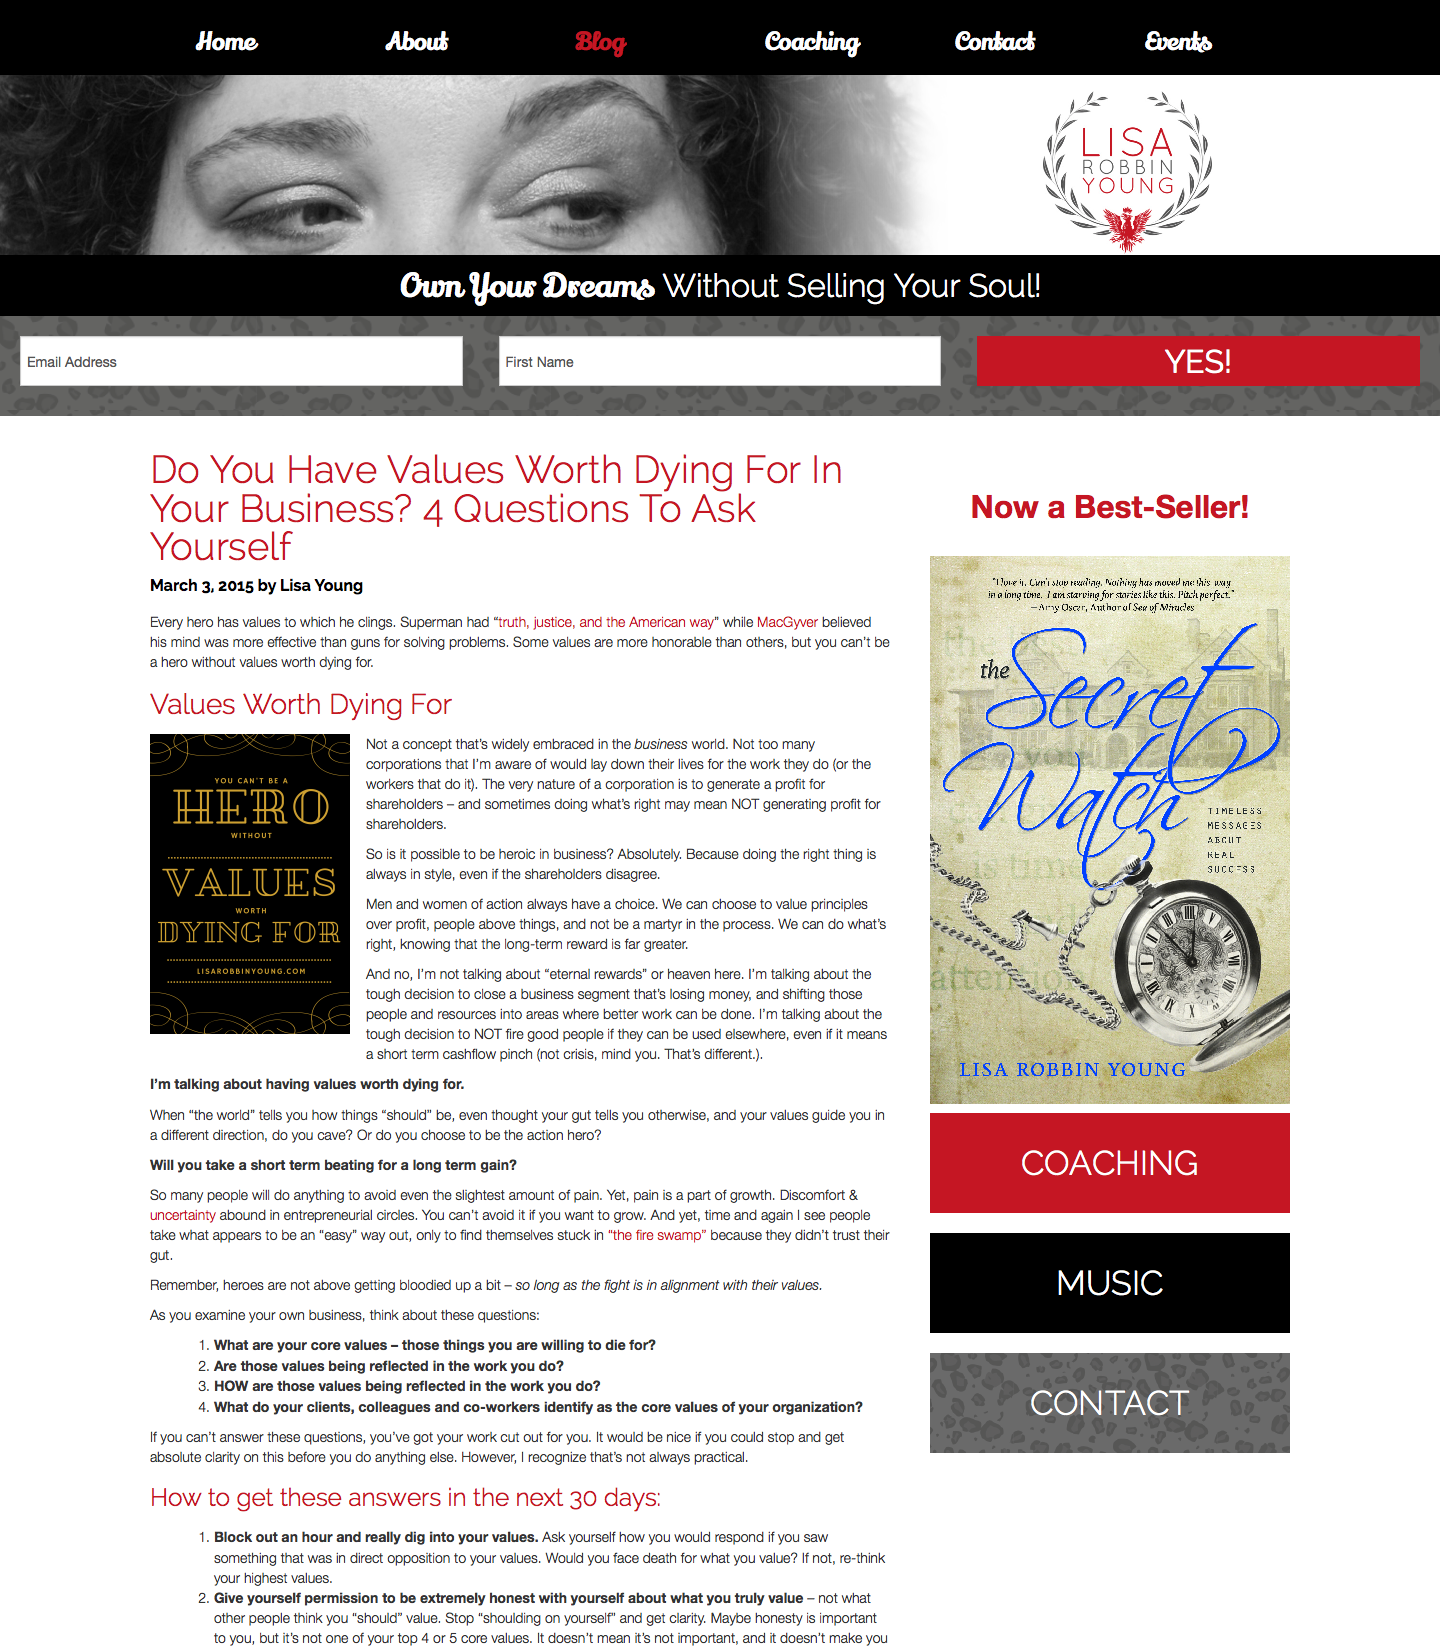 Home About Blog Coaching Contact Events
LISA
ROBBIN
YOUNG
Own Your Dreams Without Selling Your Soul!
Email Address First Name YES!
Do You Have Values Worth Dying For In
Your Business? 4 Questions To Ask
Yourself
March 3, 2015 by Lisa Young
Every hero has values to which he clings. Superman had “truth, justice, and the American way” while MacGyver believed
his mind was more effective than guns for solving problems. Some values are more honorable than others, but you can’t be
a hero without values worth dying for.
Values Worth Dying For
YOU CAN'T BE A
HERO
WITHOUT
VALUES
WORTH
DYING FOR
LISAROBBINYOUNG.COM
Not a concept that’s widely embraced in the business world. Not too many
corporations that I’m aware of would lay down their lives for the work they do (or the
workers that do it). The very nature of a corporation is to generate a profit for
shareholders – and sometimes doing what’s right may mean NOT generating profit for
shareholders.
So is it possible to be heroic in business? Absolutely. Because doing the right thing is
always in style, even if the shareholders disagree.
Men and women of action always have a choice. We can choose to value principles
over profit, people above things, and not be a martyr in the process. We can do what’s
right, knowing that the long-term reward is far greater.
And no, I’m not talking about “eternal rewards” or heaven here. I’m talking about the
tough decision to close a business segment that’s losing money, and shifting those
people and resources into areas where better work can be done. I’m talking about the
tough decision to NOT fire good people if they can be used elsewhere, even if it means
a short term cashflow pinch (not crisis, mind you. That’s different.).
I’m talking about having values worth dying for.
When “the world” tells you how things “should” be, even thought your gut tells you otherwise, and your values guide you in
a different direction, do you cave? Or do you choose to be the action hero?
Will you take a short term beating for a long term gain?
So many people will do anything to avoid even the slightest amount of pain. Yet, pain is a part of growth. Discomfort &
uncertainty abound in entrepreneurial circles. You can’t avoid it if you want to grow. And yet, time and again I see people
take what appears to be an “easy” way out, only to find themselves stuck in “the fire swamp” because they didn’t trust their
gut.
Remember, heroes are not above getting bloodied up a bit – so long as the fight is in alignment with their values.
As you examine your own business, think about these questions:
1. What are your core values – those things you are willing to die for?
2. Are those values being reflected in the work you do?
3. HOW are those values being reflected in the work you do?
4. What do your clients, colleagues and co-workers identify as the core values of your organization?
If you can’t answer these questions, you’ve got your work cut out for you. It would be nice if you could stop and get
absolute clarity on this before you do anything else. However, I recognize that’s not always practical.
How to get these answers in the next 30 days:
1. Block out an hour and really dig into your values. Ask yourself how you would respond if you saw
something that was in direct opposition to your values. Would you face death for what you value? If not, re-think
your highest values.
2. Give yourself permission to be extremely honest with yourself about what you truly value – not what
other people think you “should” value. Stop “shoulding on yourself” and get clarity. Maybe honesty is important
to you, but it’s not one of your top 4 or 5 core values. It doesn’t mean it’s not important, and it doesn’t make you
Now a Best-Seller!
"I love it. Can't stop reading. Nothing has moved me this way
in a long time. I am starving for stories like this. Pitch perfect."
—Amy Oscar, Author of Sea of Miracles
the Secret
Watch
TIMELESS
MESSAGES
ABOUT
REAL
SUCCESS
LISA ROBBIN YOUNG
COACHING
MUSIC
CONTACT